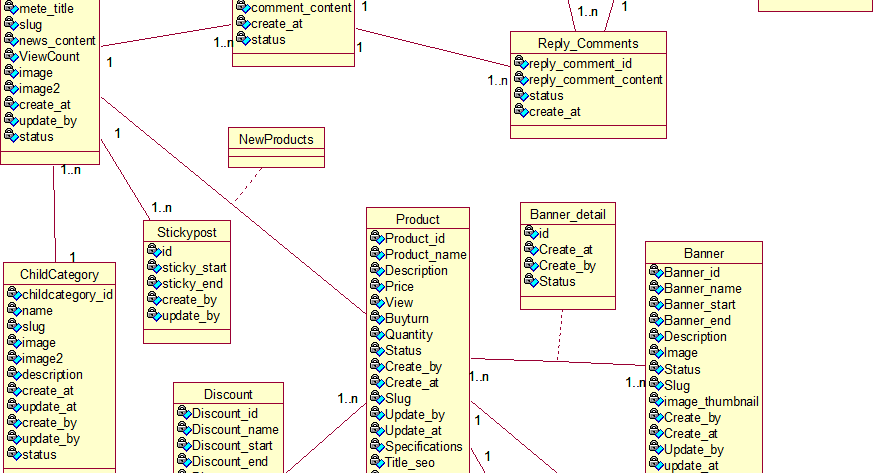 mete_title
slug
news_content
ViewCount
image
image2
create_at
update_by
status
comment_content
create_at
status
1
1..n
1
1
1..n
1
1..n
Reply_Comments
reply_comment_id
reply_comment_content
status
create_at
NewProducts
1
1..n
1..n
1
ChildCategory
childcategory_id
name
slug
image
image2
description
create_at
update_at
create_by
update_by
status
Stickypost
id
sticky_start
sticky_end
create_by
update_by
Product
Product_id
Product_name
Description
Price
View
Buyturn
Quantity
Status
Create_by
Create_at
Slug
Update_by
Update_at
Specifications
Title_seo
Banner_detail
id
Create_at
Create_by
Status
Banner
Banner_id
Banner_name
Banner_start
Banner_end
Description
Image
Status
Slug
image_thumbnail
Create_by
Create_at
Update_by
update_at
1..n
1..n
1..n
1
1
Discount
Discount_id
Discount_name
Discount_start
Discount_end